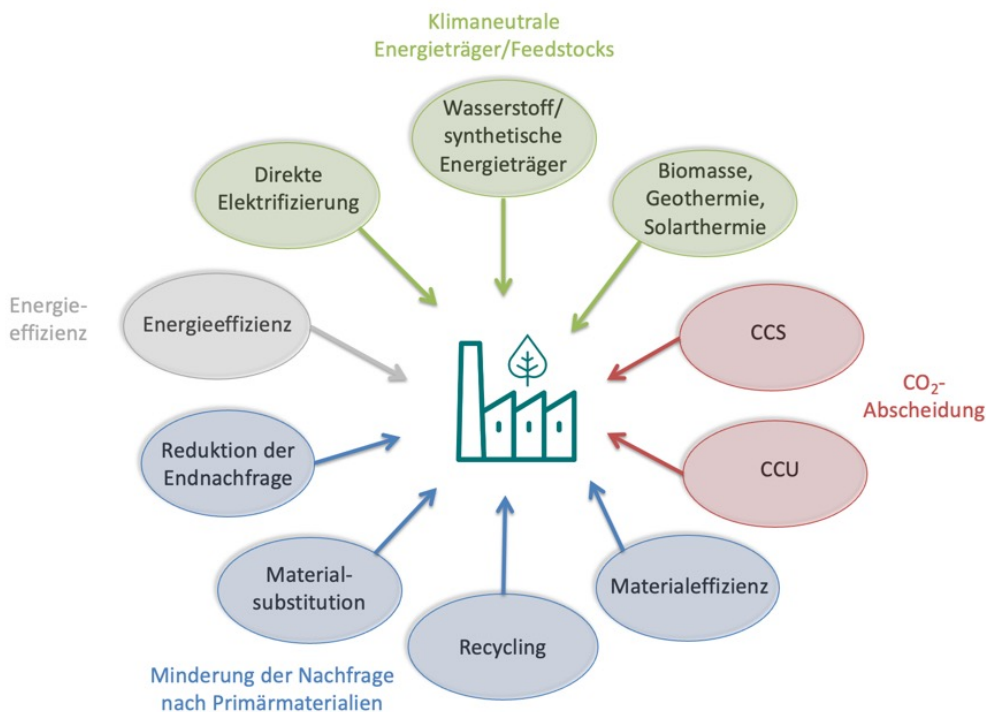 Klimaneutrale
Energieträger/Feedstocks
Wasserstoff/
synthetische
Energieträger
Direkte
Elektrifizierung
Biomasse,
Geothermie,
Solarthermie
Energie-
effizienz
Energieeffizienz
CCS
CO₂-
Abscheidung
Reduktion der
Endnachfrage
CCU
Material-
substitution
Materialeffizienz
Recycling
Minderung der Nachfrage
nach Primärmaterialien